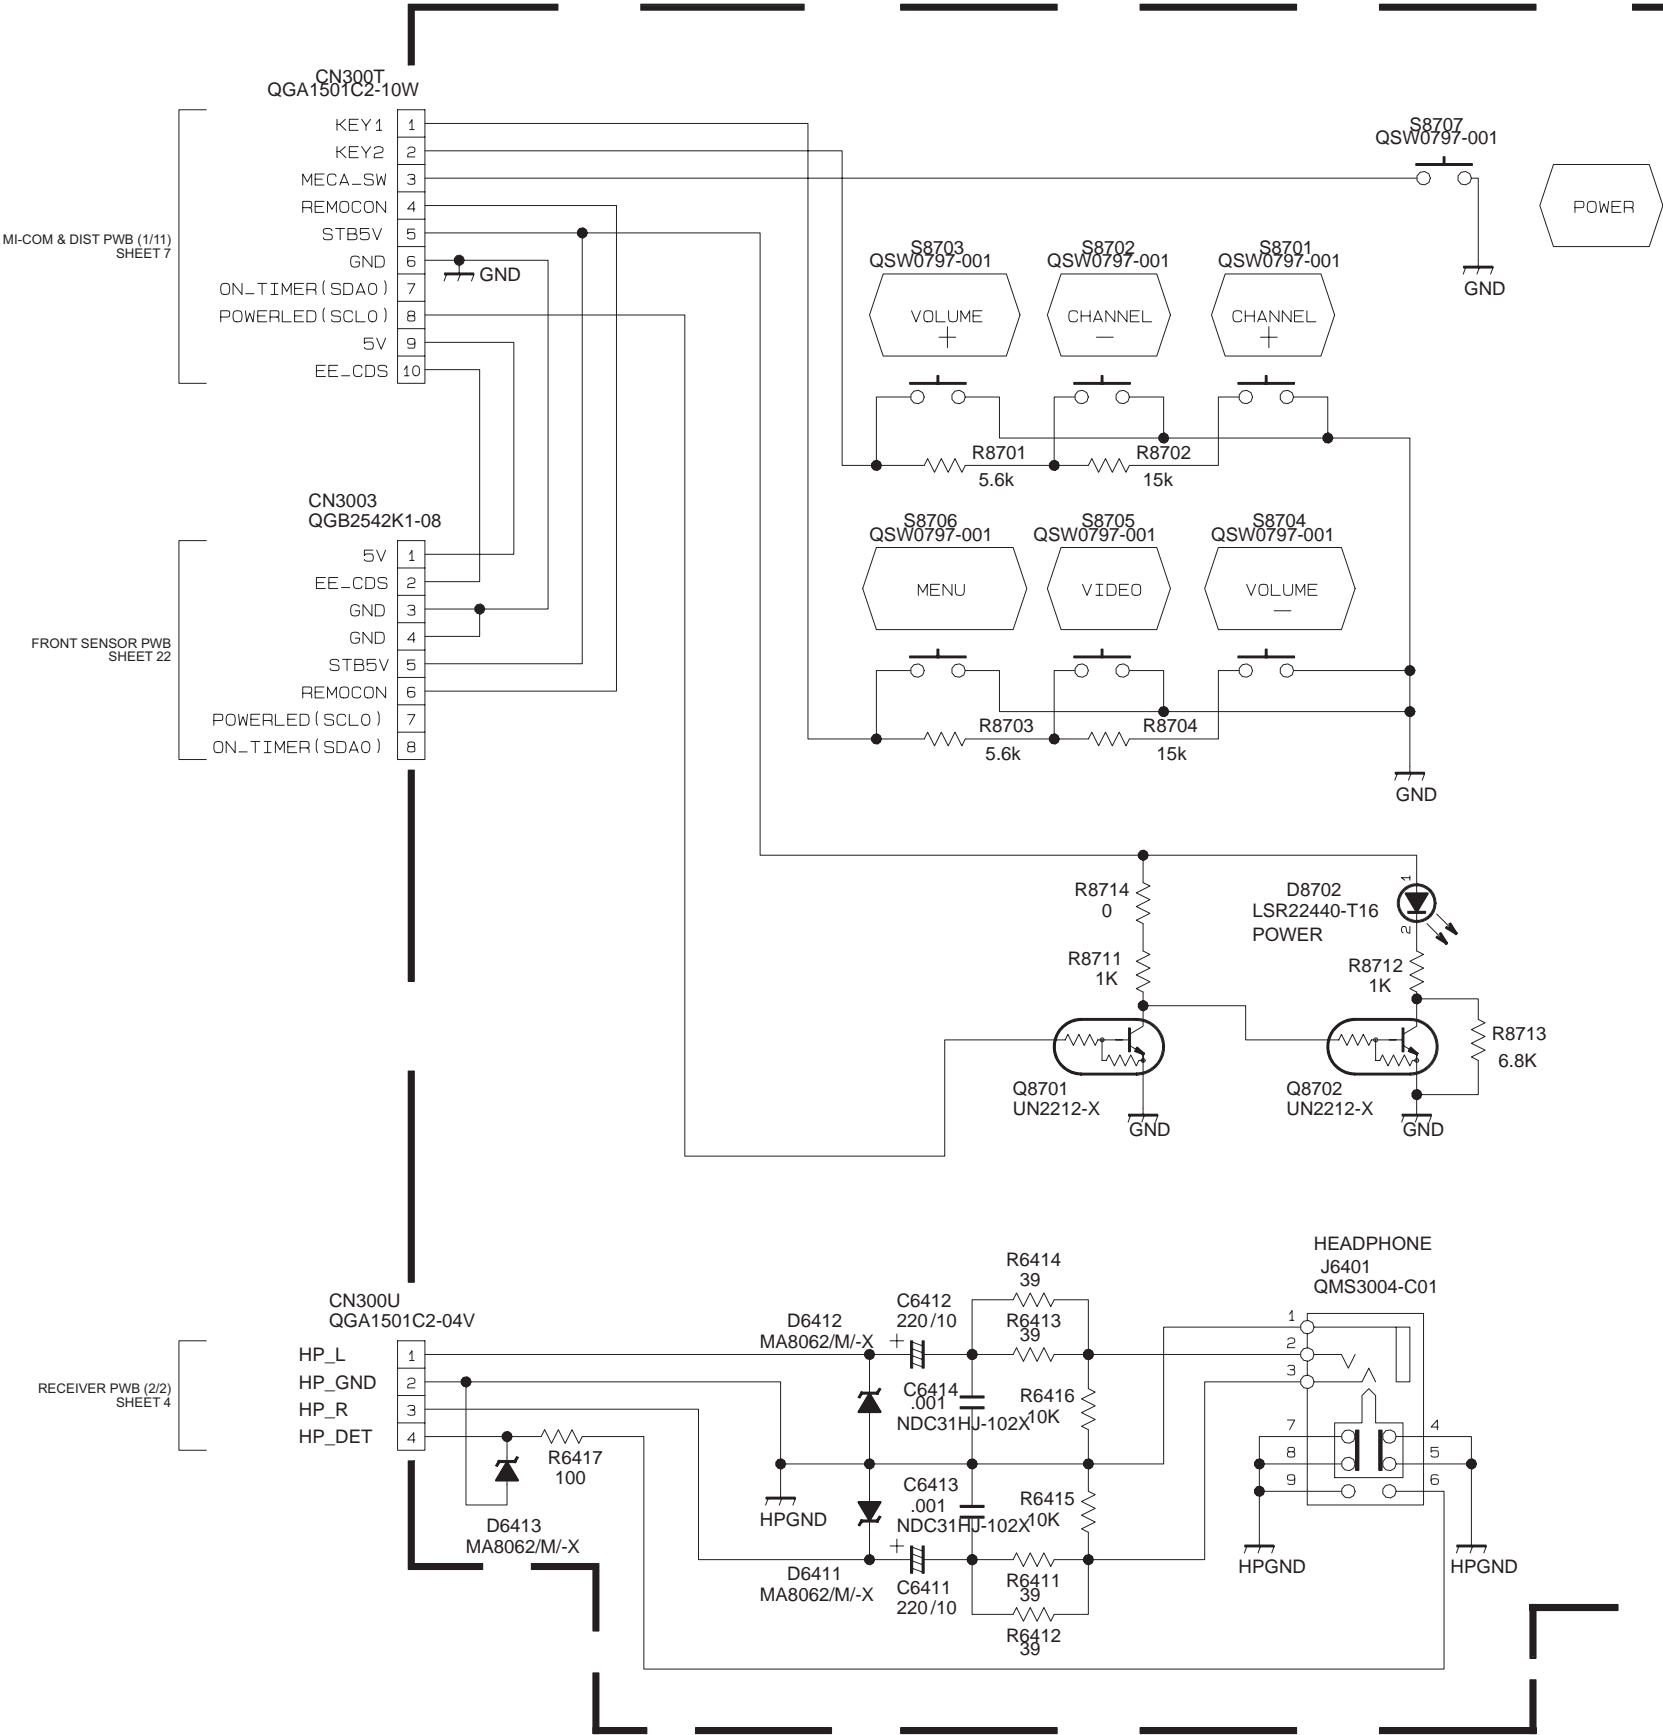 CN300T
QGA1501C2-10W
KEY1 1
KEY2 2
MECA_SW 3
REMOCON 4
STB5V 5
GND 6
ON_TIMER(SDA0) 7
POWERLED(SCL0) 8
5V 9
EE_CDS 10
MI-COM & DIST PWB (1/11)
SHEET 7
GND
S8707
QSW0797-001
POWER
GND
S8703
QSW0797-001
VOLUME
+
S8702
QSW0797-001
CHANNEL
−
S8701
QSW0797-001
CHANNEL
+
R8701
5.6k
R8702
15k
CN3003
QGB2542K1-08
5V 1
EE_CDS 2
GND 3
GND 4
STB5V 5
REMOCON 6
POWERLED(SCL0) 7
ON_TIMER(SDA0) 8
FRONT SENSOR PWB
SHEET 22
S8706
QSW0797-001
MENU
S8705
QSW0797-001
VIDEO
S8704
QSW0797-001
VOLUME
−
R8703
5.6k
R8704
15k
GND
R8714
0
R8711
1K
D8702
LSR22440-T16
POWER
1
2
R8712
1K
R8713
6.8K
Q8701
UN2212-X
GND
Q8702
UN2212-X
GND
CN300U
QGA1501C2-04V
HP_L 1
HP_GND 2
HP_R 3
HP_DET 4
RECEIVER PWB (2/2)
SHEET 4
R6417
100
D6413
MA8062/M/-X
D6412
MA8062/M/-X
C6412
220/10
+
R6414
39
R6413
39
C6414
.001
NDC31HJ-102X
R6416
10K
HPGND
C6413
.001
NDC31HJ-102X
R6415
10K
+
D6411
MA8062/M/-X
C6411
220/10
R6411
39
R6412
39
HEADPHONE
J6401
QMS3004-C01
1
2
3
7 4
8 5
9 6
HPGND
HPGND